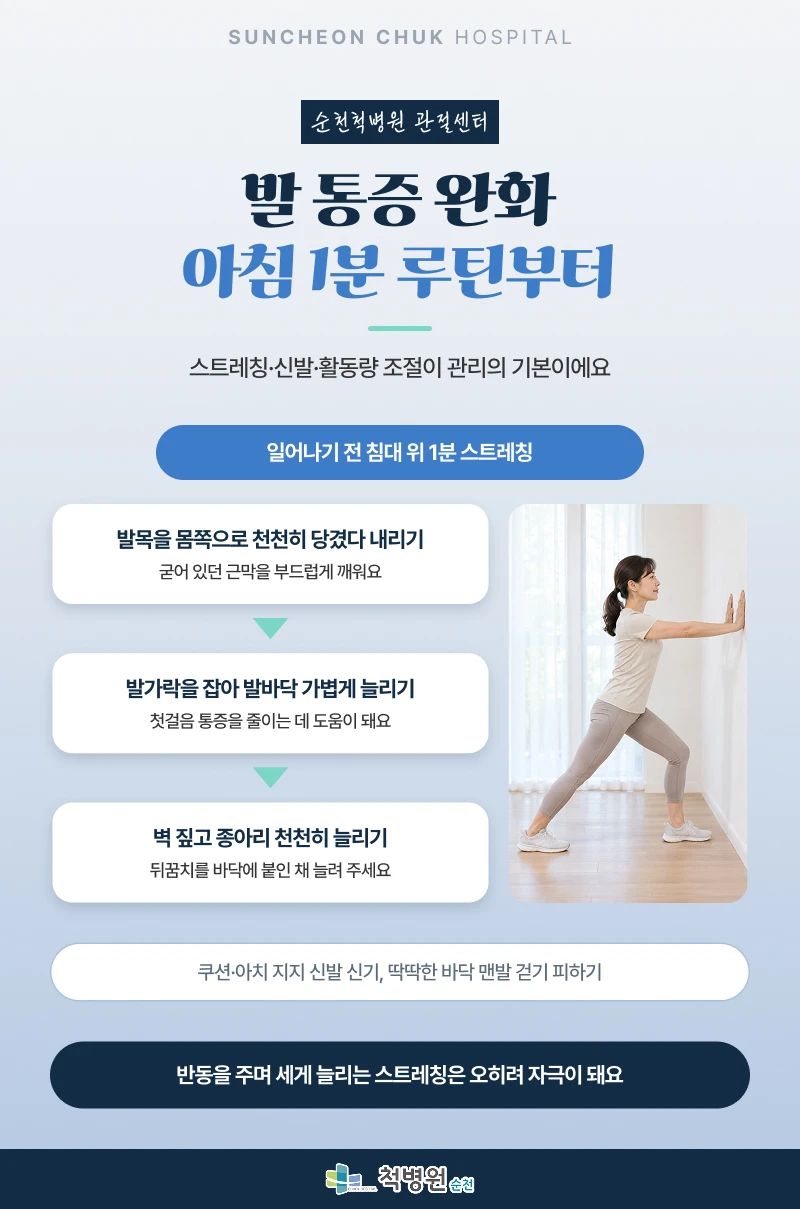 SUNCHEON CHUK HOSPITAL
순천척병원 관절센터
발 통증 완화
아침 1분 루틴부터
스트레칭·신발·활동량 조절이 관리의 기본이에요
일어나기 전 침대 위 1분 스트레칭
발목을 몸쪽으로 천천히 당겼다 내리기
굳어 있던 근막을 부드럽게 깨워요
발가락을 잡아 발바닥 가볍게 늘리기
첫걸음 통증을 줄이는 데 도움이 돼요
벽 짚고 종아리 천천히 늘리기
뒤꿈치를 바닥에 붙인 채 늘려 주세요
쿠션·아치 지지 신발 신기, 딱딱한 바닥 맨발 걷기 피하기
반동을 주며 세게 늘리는 스트레칭은 오히려 자극이 돼요
척병원 순천